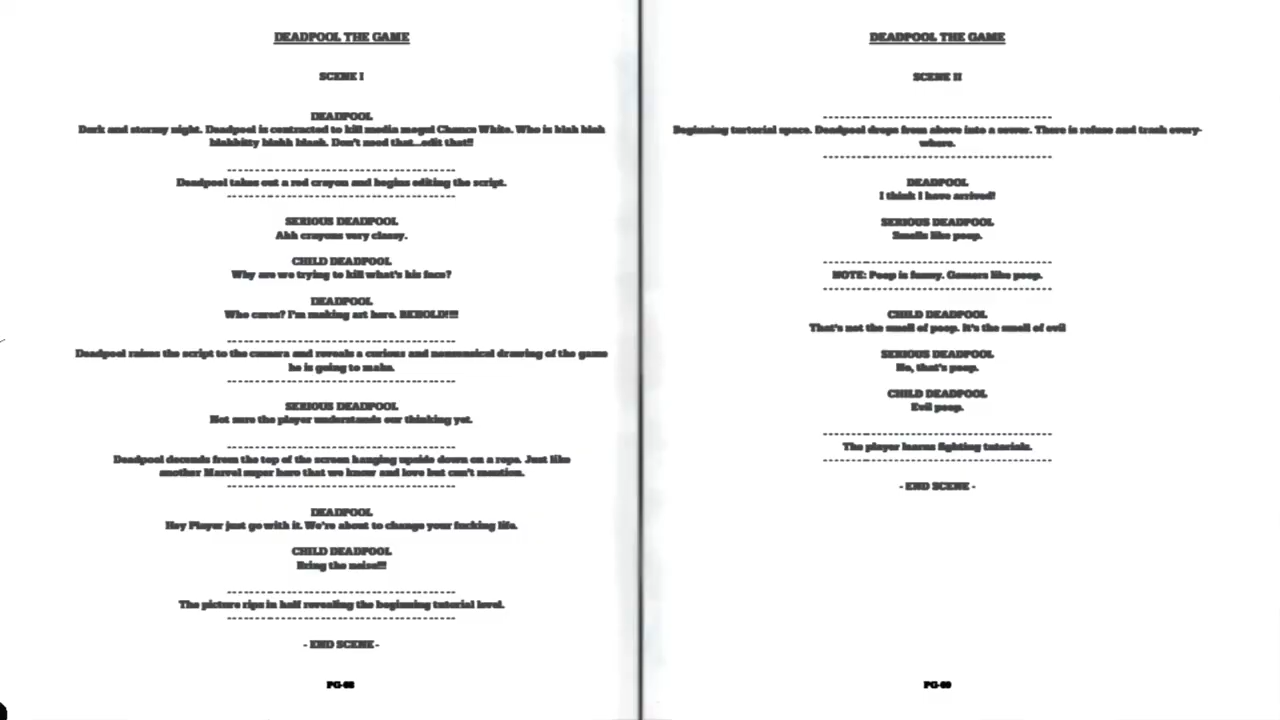 DEADPOOL THE GAME
SCENE I
DEADPOOL
Dark and stormy night. Deadpool is contracted to kill media mogul Chance White. Who is blah blah
blahbitty blahh blaah. Don't need that...edit that!!
Deadpool takes out a red crayon and begins editing the script.
SERIOUS DEADPOOL
Ahh crayons very classy.
CHILD DEADPOOL
Why are we trying to kill what's his face?
DEADPOOL
Who cares? I'm making art here. BEHOLD!!!!
Deadpool raises the script to the camera and reveals a curious and nonsensical drawing of the game
he is going to make.
SERIOUS DEADPOOL
Not sure the player understands our thinking yet.
Deadpool decends from the top of the screen hanging upside down on a rope. Just like
another Marvel super hero that we know and love but can't mention.
DEADPOOL
Hey Player just go with it. We're about to change your fucking life.
CHILD DEADPOOL
Bring the noise!!!
The picture rips in half revealing the beginning tutorial level.
- END SCENE -
PG-08
DEADPOOL THE GAME
SCENE II
Beginning turtorial space. Deadpool drops from above into a sewer. There is refuse and trash every-
where.
DEADPOOL
I think I have arrived!
SERIOUS DEADPOOL
Smells like poop.
NOTE: Poop is funny. Gamers like poop.
CHILD DEADPOOL
That's not the smell of poop. It's the smell of evil
SERIOUS DEADPOOL
No, that's poop.
CHILD DEADPOOL
Evil poop.
The player learns fighting tutorials.
- END SCENE -
PG-09